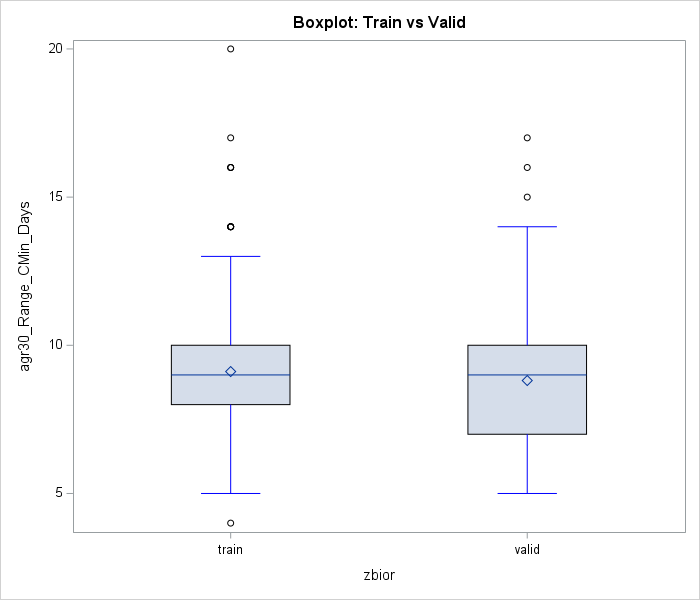 Boxplot: Train vs Valid
agr30_Range_CMin_Days
20
15
10
5
train
valid
zbior